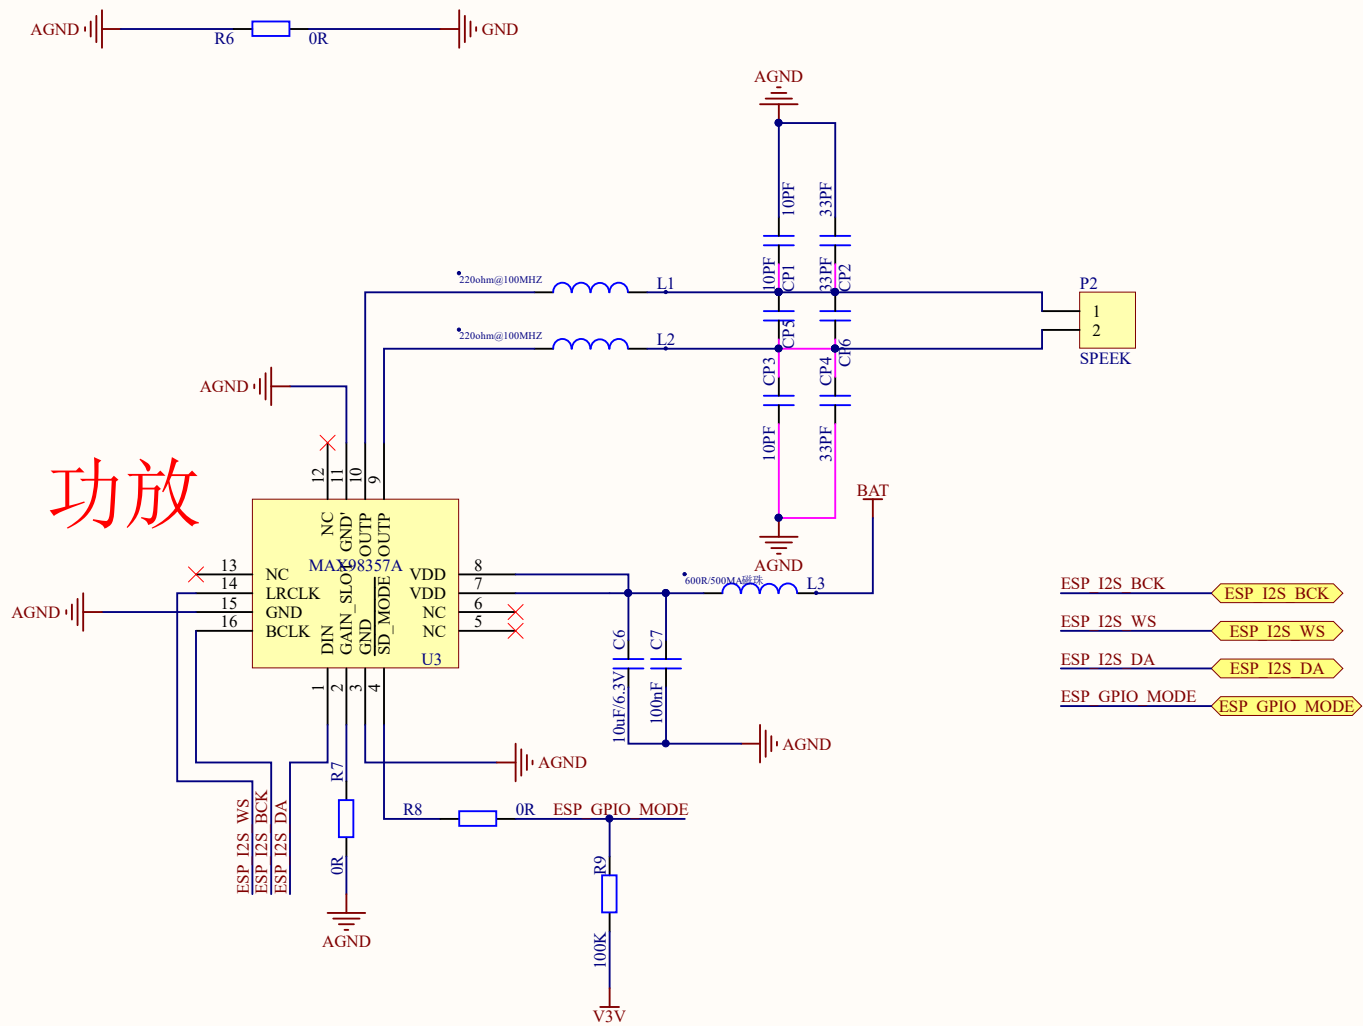 AGND
R6
0R
GND
AGND
10PF
33PF
CP1
CP2
10PF
33PF
220ohm@100MHZ
L1
220ohm@100MHZ
L2
CP5
CP6
CP3
CP4
10PF
33PF
AGND
P2
1
2
SPEEK
AGND
功放
12
11
10
9
NC
GND'
OUTP
OUTP
MAX98357A
13
NC
14
LRCLK
AGND
15
GND
16
BCLK
VDD
8
VDD
7
NC
6
NC
5
DIN
GAIN_SLOT
GND
SD_MODE
U3
1
2
3
4
BAT
600R/500MA磁珠
L3
C6
C7
10uF/6.3V
100nF
AGND
AGND
R7
0R
AGND
R8
0R
ESP_GPIO_MODE
R9
100K
V3V
ESP_I2S_WS
ESP_I2S_BCK
ESP_I2S_DA
ESP_I2S_BCK
ESP_I2S_BCK
ESP_I2S_WS
ESP_I2S_WS
ESP_I2S_DA
ESP_I2S_DA
ESP_GPIO_MODE
ESP_GPIO_MODE